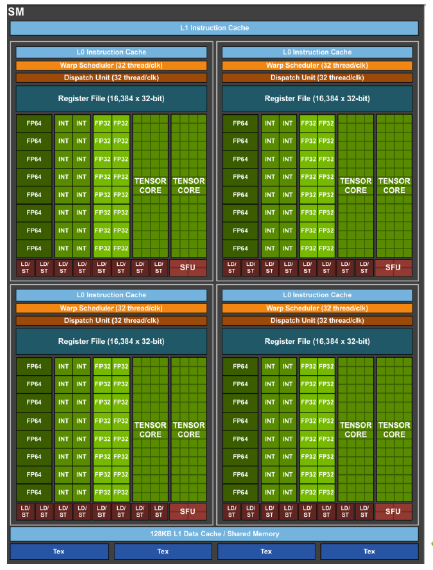 SM
L1 Instruction Cache
L0 Instruction Cache L0 Instruction Cache
Warp Scheduler (32 thread/clk) Warp Scheduler (32 thread/clk)
Dispatch Unit (32 thread/clk) Dispatch Unit (32 thread/clk)
Register File (16,384 x 32-bit) Register File (16,384 x 32-bit)
FP64 INT INT FP32 FP32 FP64 INT INT FP32 FP32
FP64 INT INT FP32 FP32 FP64 INT INT FP32 FP32
FP64 INT INT FP32 FP32 FP64 INT INT FP32 FP32
FP64 INT INT FP32 FP32 TENSOR TENSOR FP64 INT INT FP32 FP32 TENSOR TENSOR
FP64 INT INT FP32 FP32 CORE CORE FP64 INT INT FP32 FP32 CORE CORE
FP64 INT INT FP32 FP32 FP64 INT INT FP32 FP32
FP64 INT INT FP32 FP32 FP64 INT INT FP32 FP32
FP64 INT INT FP32 FP32 FP64 INT INT FP32 FP32
LD/ LD/ LD/ LD/ LD/ LD/ LD/ LD/ SFU LD/ LD/ LD/ LD/ LD/ LD/ LD/ LD/ SFU
ST ST ST ST ST ST ST ST ST ST ST ST ST ST ST ST
L0 Instruction Cache L0 Instruction Cache
Warp Scheduler (32 thread/clk) Warp Scheduler (32 thread/clk)
Dispatch Unit (32 thread/clk) Dispatch Unit (32 thread/clk)
Register File (16,384 x 32-bit) Register File (16,384 x 32-bit)
FP64 INT INT FP32 FP32 FP64 INT INT FP32 FP32
FP64 INT INT FP32 FP32 FP64 INT INT FP32 FP32
FP64 INT INT FP32 FP32 FP64 INT INT FP32 FP32
FP64 INT INT FP32 FP32 TENSOR TENSOR FP64 INT INT FP32 FP32 TENSOR TENSOR
FP64 INT INT FP32 FP32 CORE CORE FP64 INT INT FP32 FP32 CORE CORE
FP64 INT INT FP32 FP32 FP64 INT INT FP32 FP32
FP64 INT INT FP32 FP32 FP64 INT INT FP32 FP32
FP64 INT INT FP32 FP32 FP64 INT INT FP32 FP32
LD/ LD/ LD/ LD/ LD/ LD/ LD/ LD/ SFU LD/ LD/ LD/ LD/ LD/ LD/ LD/ LD/ SFU
ST ST ST ST ST ST ST ST ST ST ST ST ST ST ST ST
128KB L1 Data Cache / Shared Memory
Tex Tex Tex Tex